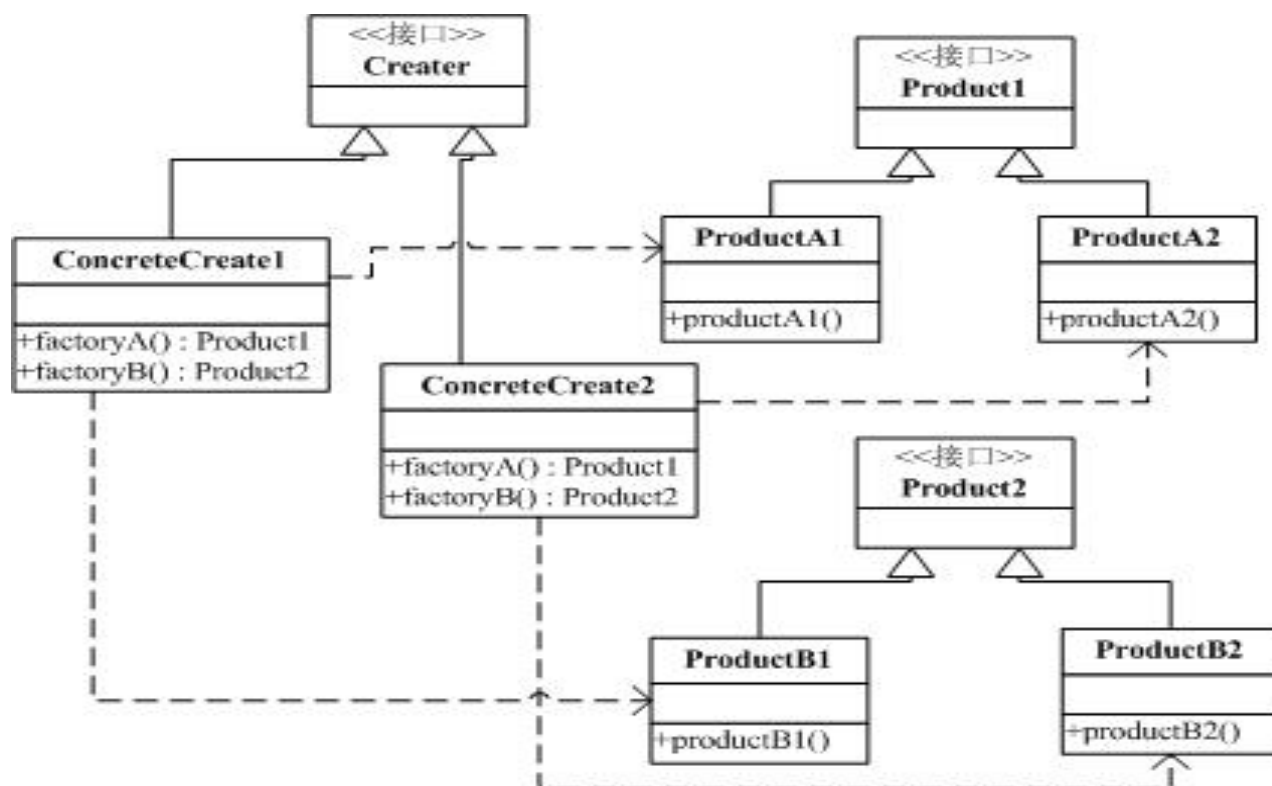 <<接口>>
Creater
<<接口>>
Product1
ConcreteCreate1
+factoryA() : Product1
+factoryB() : Product2
ProductA1
+productA1()
ProductA2
+productA2()
ConcreteCreate2
+factoryA() : Product1
+factoryB() : Product2
<<接口>>
Product2
ProductB1
+productB1()
ProductB2
+productB2()